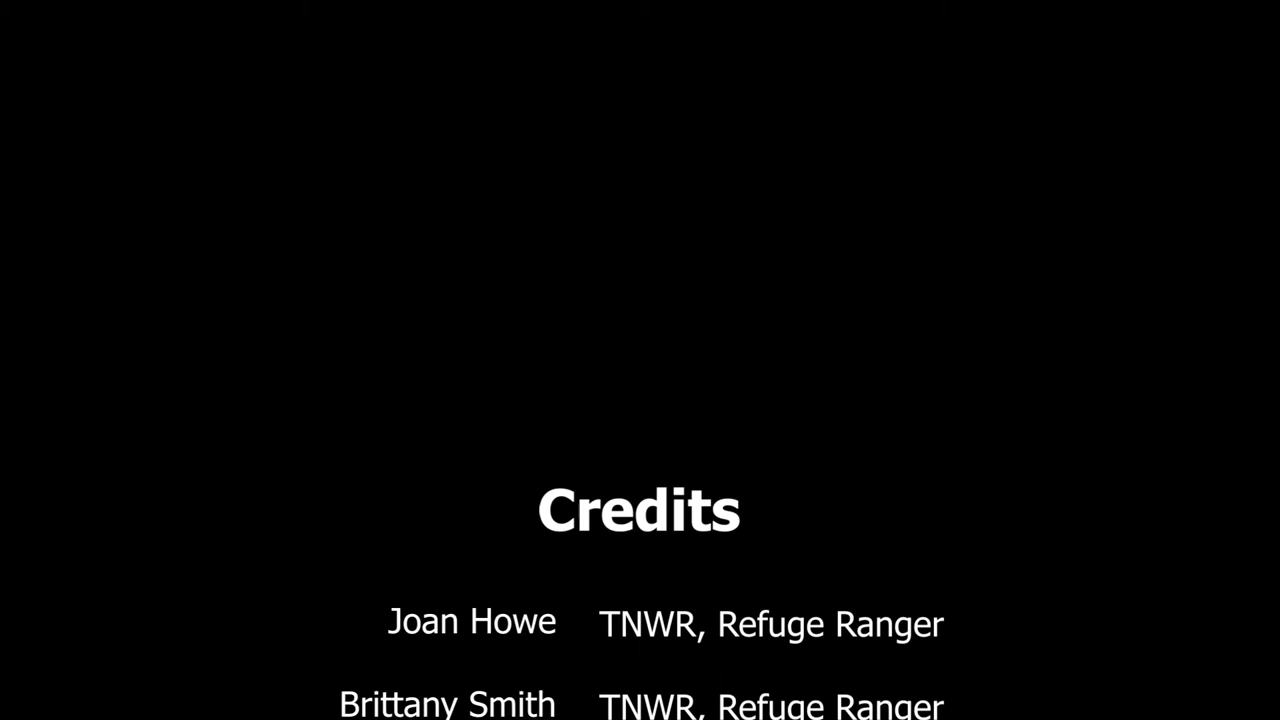 Credits
Joan Howe TNWR, Refuge Ranger
Brittany Smith TNWR, Refuge Ranger